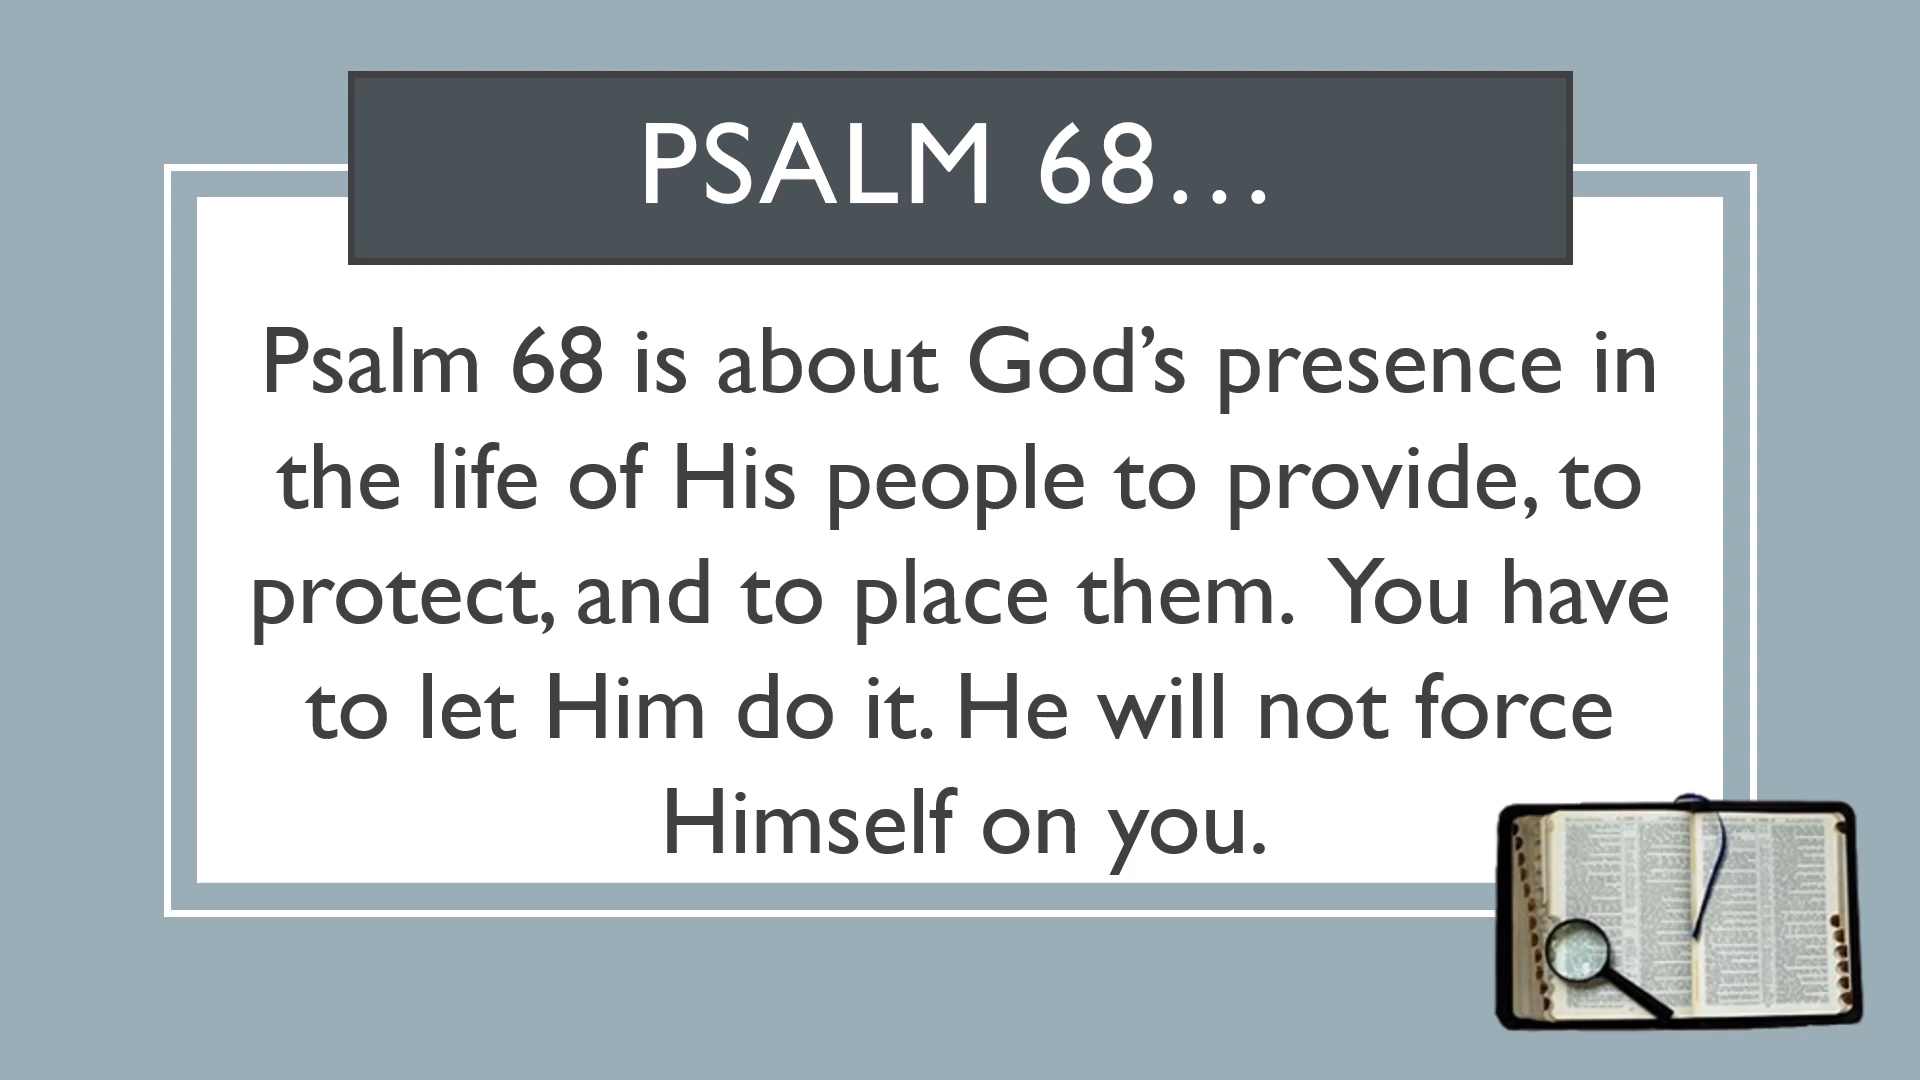 PSALM 68…
Psalm 68 is about God’s presence in
the life of His people to provide, to
protect, and to place them.  You have
to let Him do it. He will not force
Himself on you.